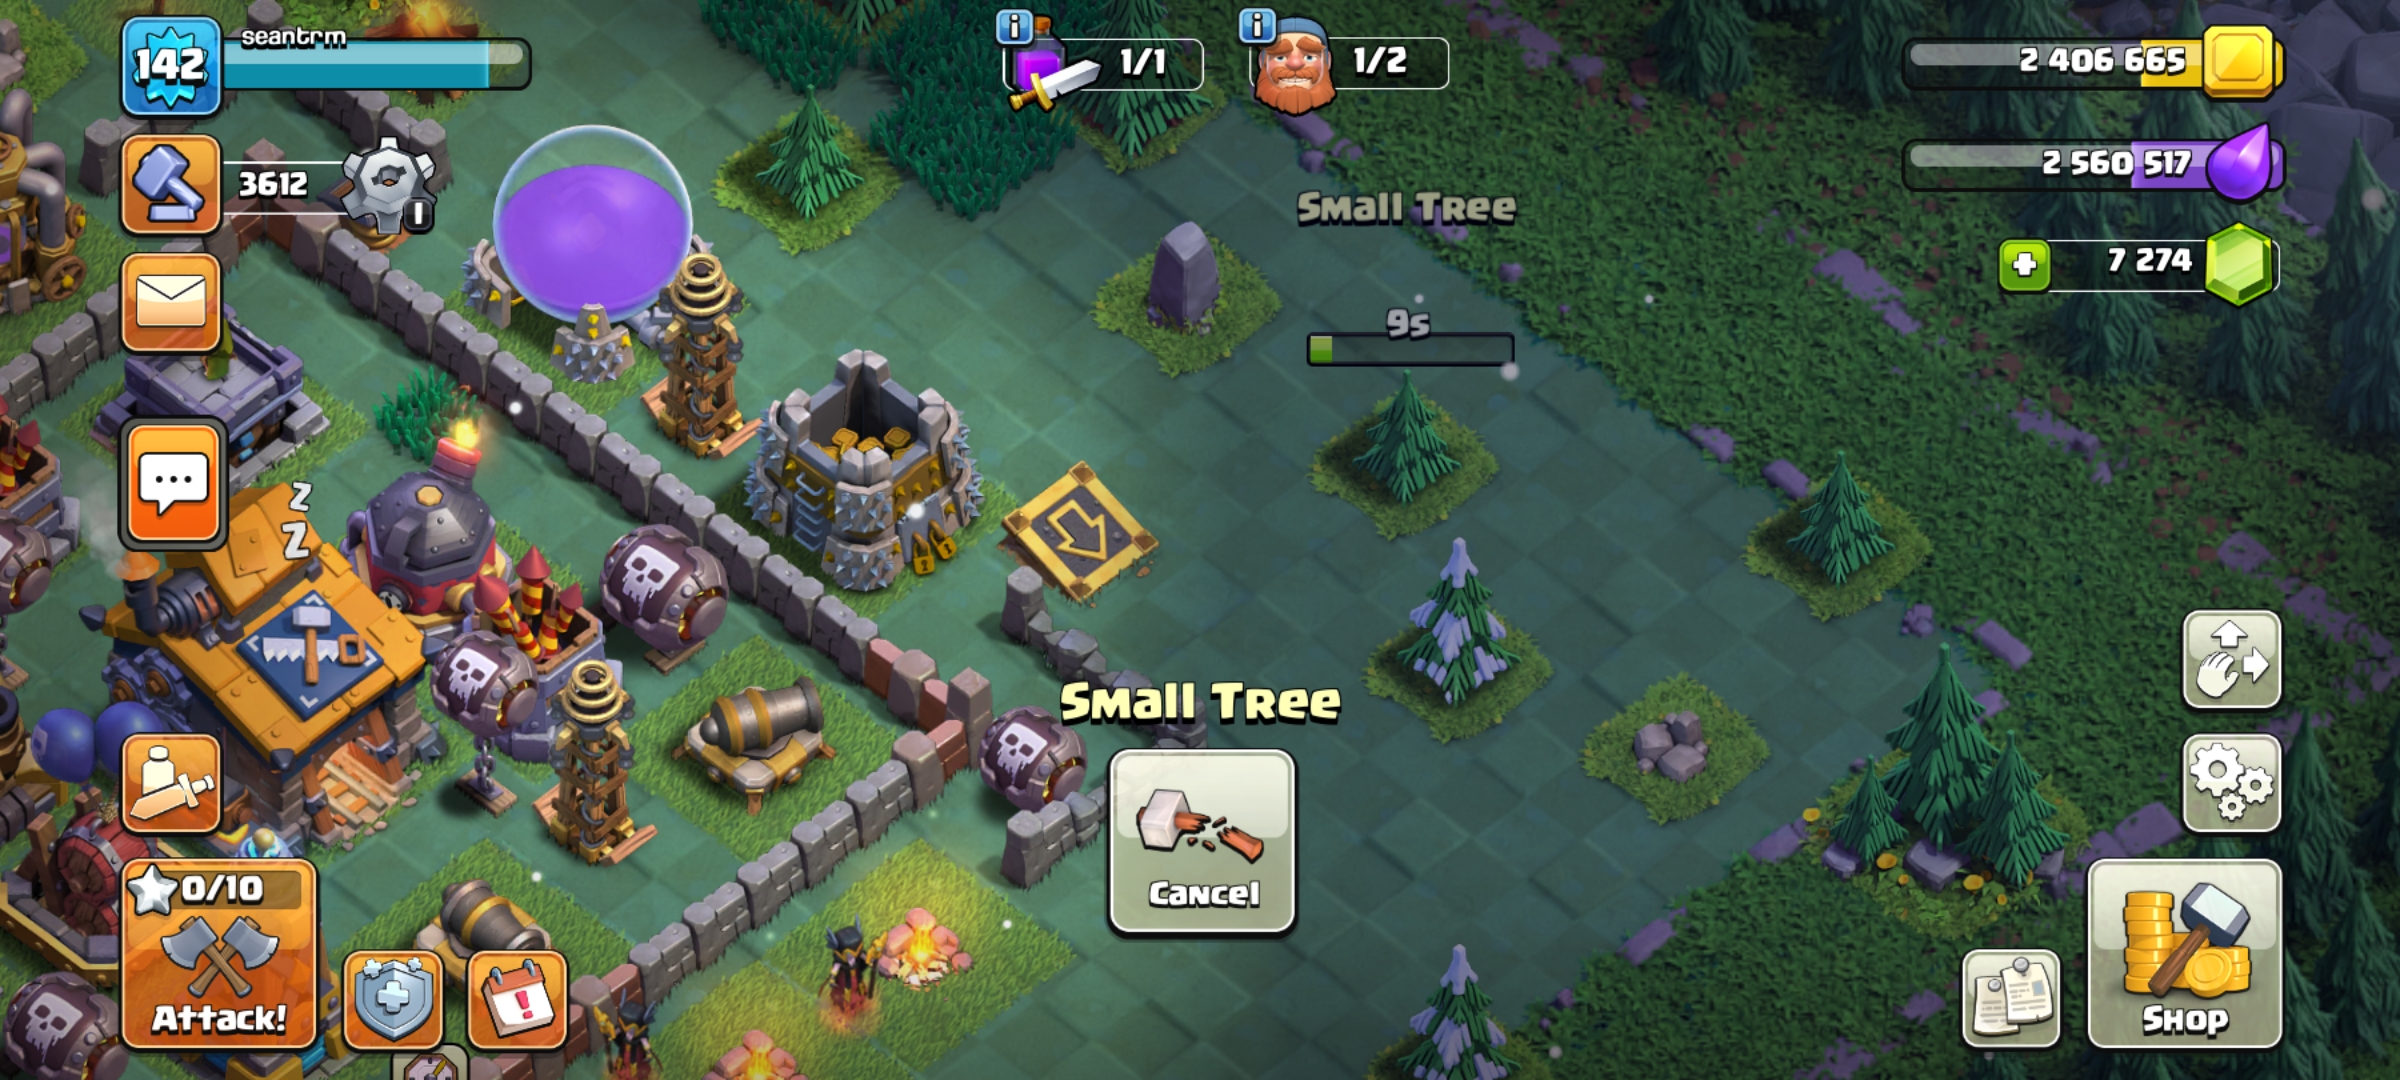 142
seantrm
1/1
1/2
2 406 665
3612
I
2 560 517
Small Tree
7 274
9s
Z
Z
Small Tree
Cancel
0/10
Attack!
Shop